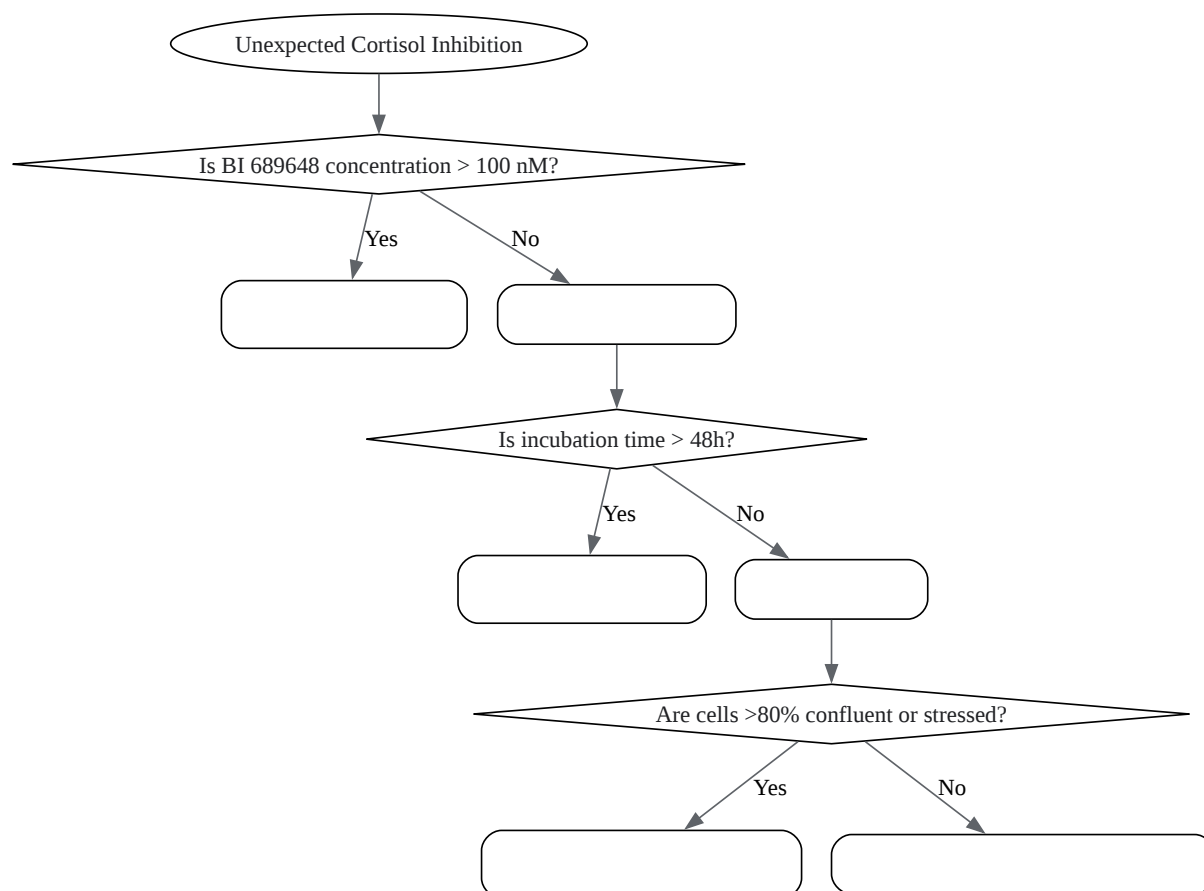 Unexpected Cortisol Inhibition
Is BI 689648 concentration > 100 nM?
Yes
No
Is incubation time > 48h?
Yes
No
Are cells >80% confluent or stressed?
Yes
No